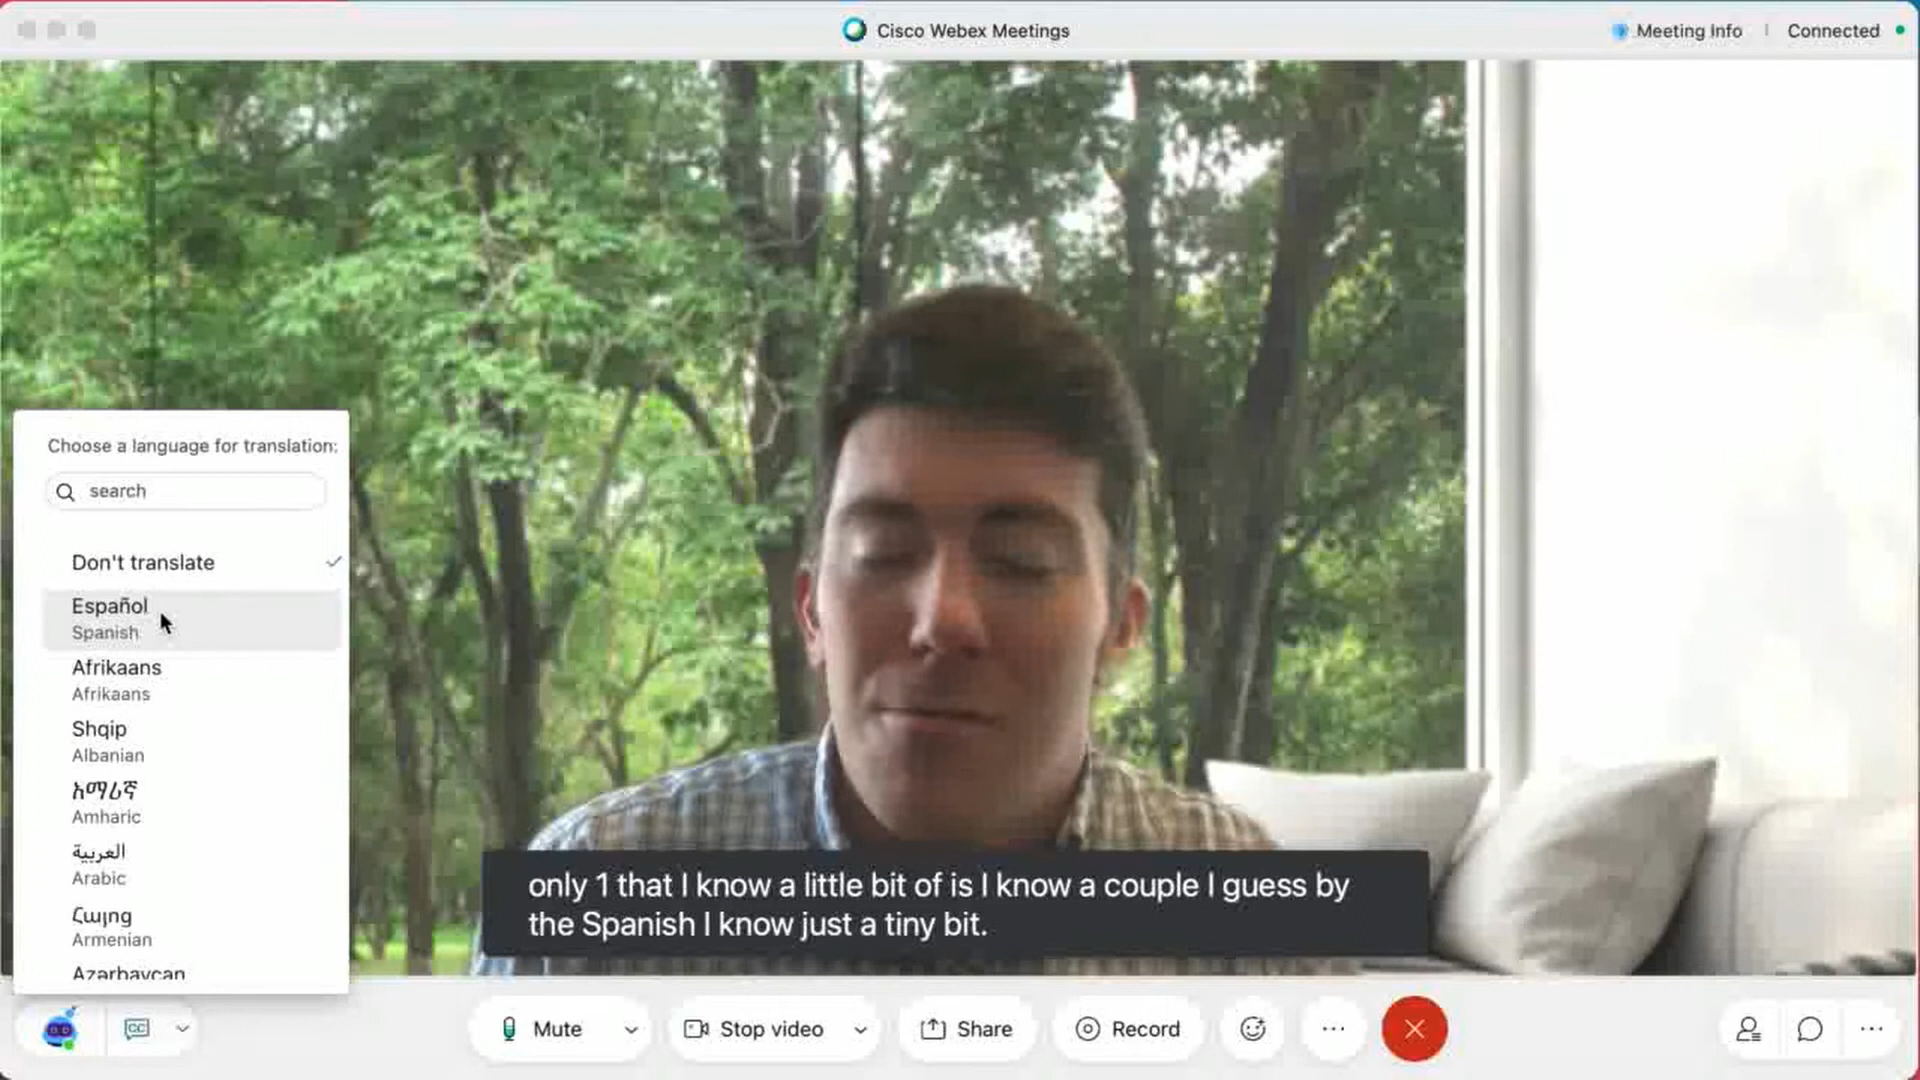 Cisco Webex Meetings
Meeting Info
Connected
Choose a language for translation:
search
Don't translate
Español
Spanish
Afrikaans
Afrikaans
Shqip
Albanian
አማርኛ
Amharic
العربية
Arabic
Հայոց
Armenian
Azərbaycan
only 1 that I know a little bit of is I know a couple I guess by
the Spanish I know just a tiny bit.
CC
Mute
Stop video
Share
Record